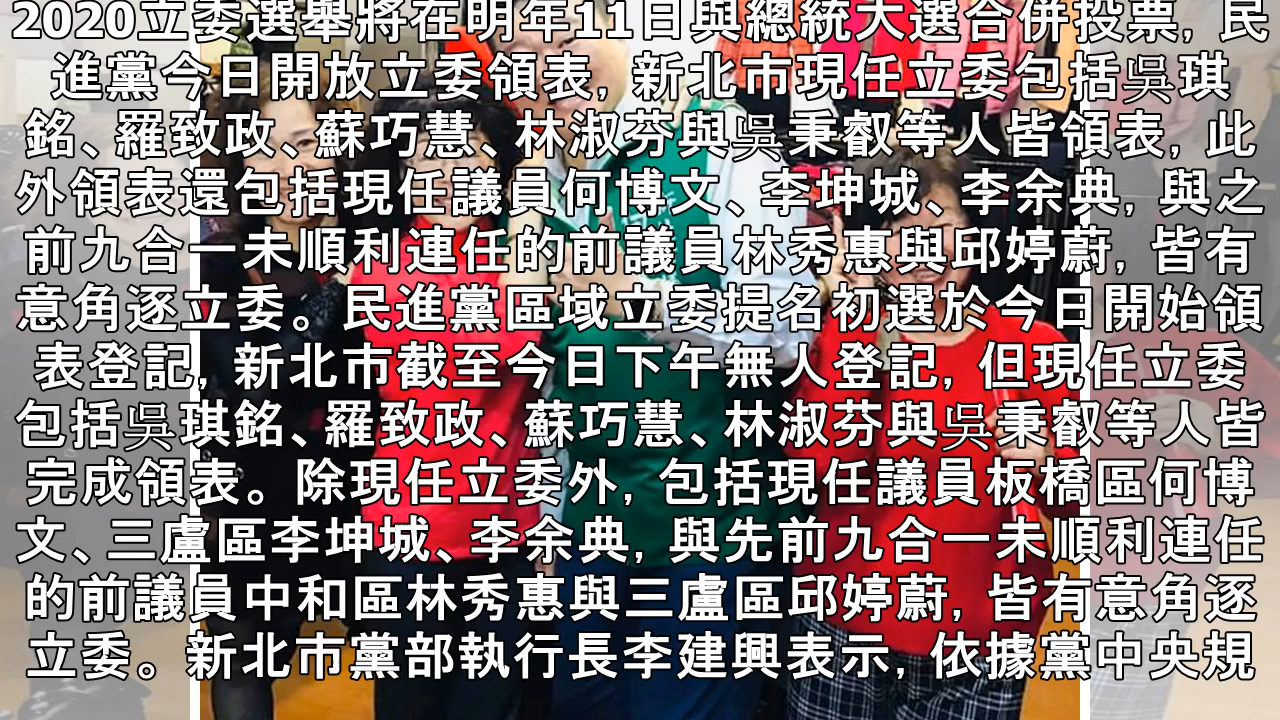 2020立委選舉將在明年11日與總統大選合併投票, 民
進黨今日開放立委領表, 新北市現任立委包括吳琪
銘、羅致政、蘇巧慧、林淑芬與吳秉叡等人皆領表, 此
外領表還包括現任議員何博文、李坤城、李余典, 與之
前九合一未順利連任的前議員林秀惠與邱婷蔚, 皆有
意角逐立委。民進黨區域立委提名初選於今日開始領
表登記, 新北市截至今日下午無人登記, 但現任立委
包括吳琪銘、羅致政、蘇巧慧、林淑芬與吳秉叡等人皆
完成領表。除現任立委外, 包括現任議員板橋區何博
文、三盧區李坤城、李余典, 與先前九合一未順利連任
的前議員中和區林秀惠與三盧區邱婷蔚, 皆有意角逐
立委。新北市黨部執行長李建興表示, 依據黨中央規